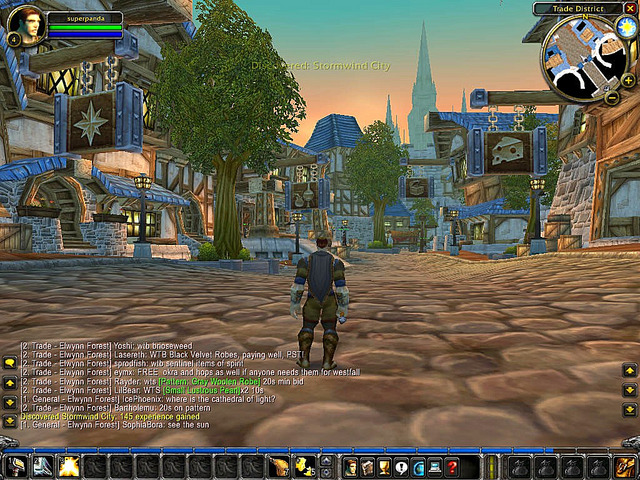 superpanda
4
Trade District
N
Discovered: Stormwind City
[2. Trade - Elwynn Forest] Yoshi: wtb briosweed
[2. Trade - Elwynn Forest] Lasereth: WTB Black Velvet Robes, paying well, PST!
[2. Trade - Elwynn Forest] sprodfish: wtb sentinel items of spirit
[2. Trade - Elwynn Forest] eymx: FREE: okra and hops as well if anyone needs them for westfall
[2. Trade - Elwynn Forest] Rayder: wts [Pattern: Gray Woolen Robe] 20s min bid
[2. Trade - Elwynn Forest] LilBear: WTS [Small Lustrous Pearl]x2 10s
[1. General - Elwynn Forest] IcePhoenix: where is the cathedral of light?
[2. Trade - Elwynn Forest] Bartholemu: 20s on pattern
Discovered Stormwind City, 145 experience gained
[1. General - Elwynn Forest] SophiaBora: see the sun